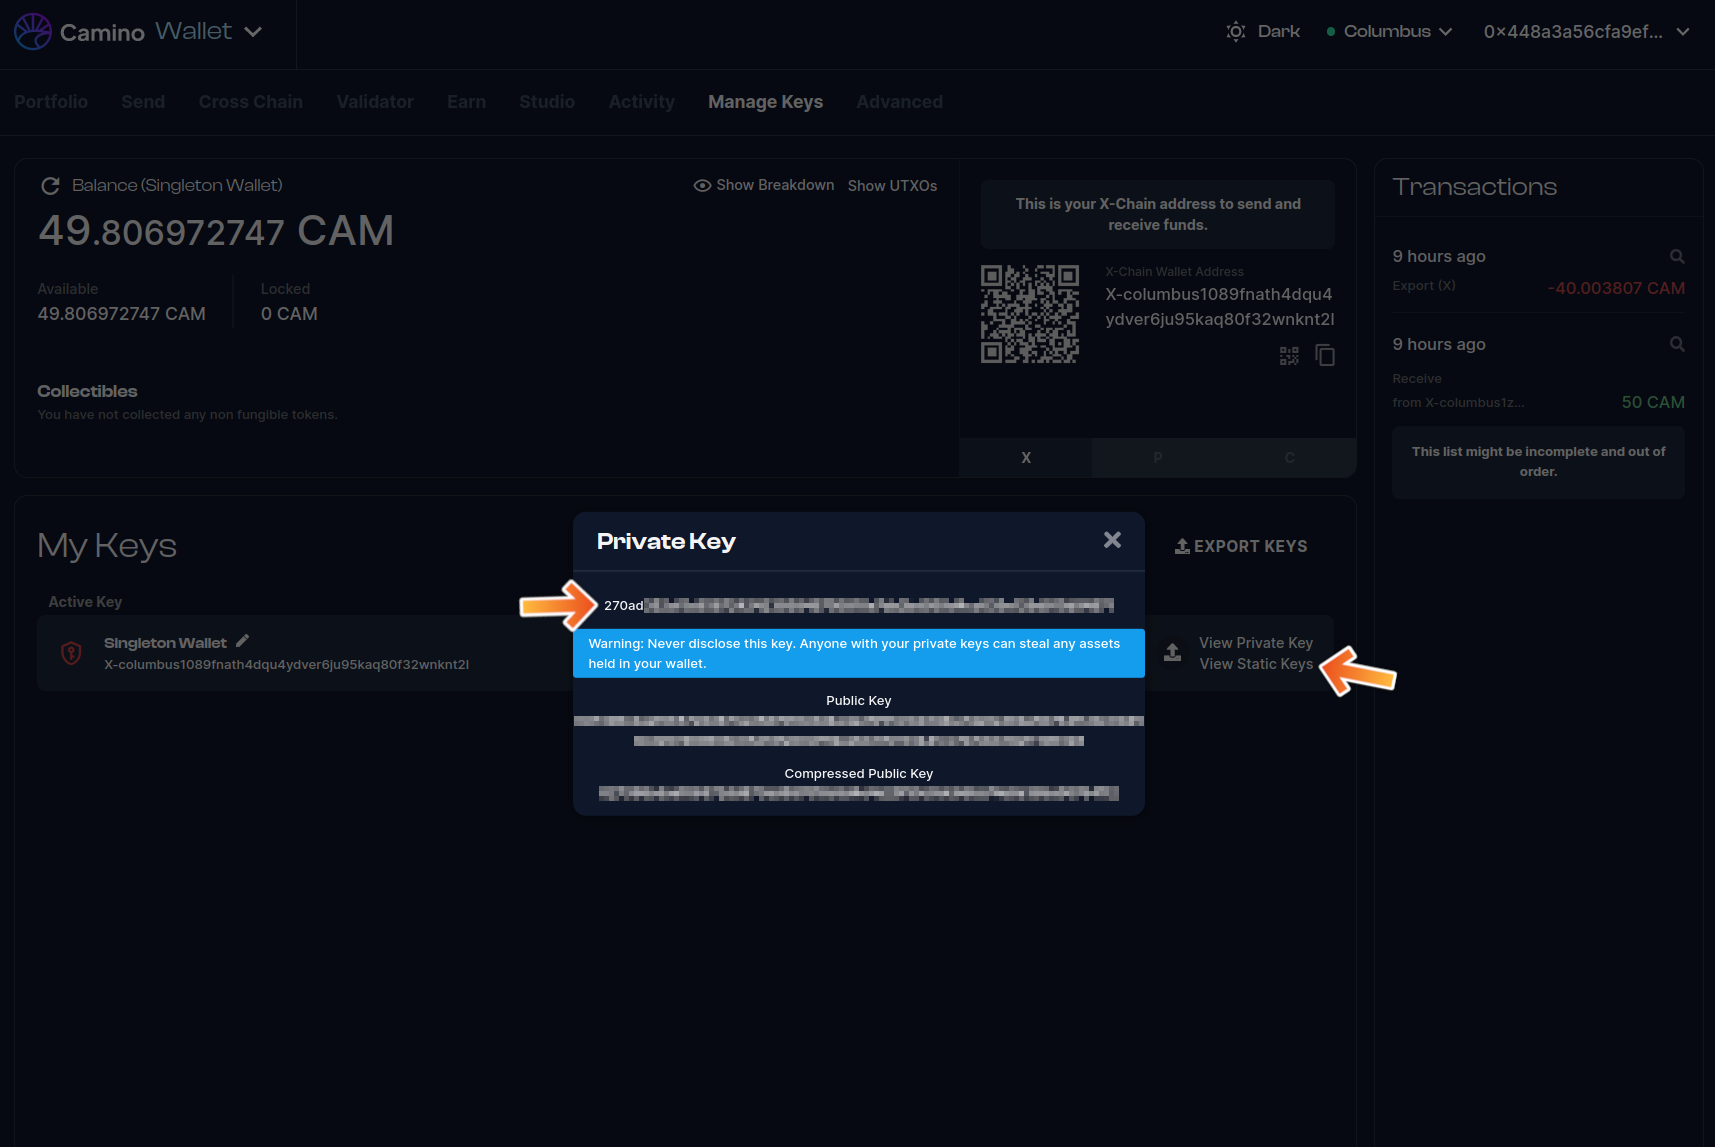 Camino Wallet
Dark
Columbus
0×448a3a56cfa9ef...
Portfolio Send Cross Chain Validator Earn Studio Activity Manage Keys Advanced
Balance (Singleton Wallet)
Show Breakdown Show UTXOs
49.806972747 CAM
Available
49.806972747 CAM
Locked
0 CAM
Collectibles
You have not collected any non fungible tokens.
This is your X-Chain address to send and
receive funds.
X-Chain Wallet Address
X-columbus1089fnath4dqu4
ydver6ju95kaq80f32wnknt2l
X P C
Transactions
9 hours ago
Export (X)
-40.003807 CAM
9 hours ago
Receive
from X-columbus1z...
50 CAM
This list might be incomplete and out of
order.
My Keys
EXPORT KEYS
Active Key
Singleton Wallet
X-columbus1089fnath4dqu4ydver6ju95kaq80f32wnknt2l
View Private Key
View Static Keys
Private Key
270ad
Warning: Never disclose this key. Anyone with your private keys can steal any assets
held in your wallet.
Public Key
Compressed Public Key